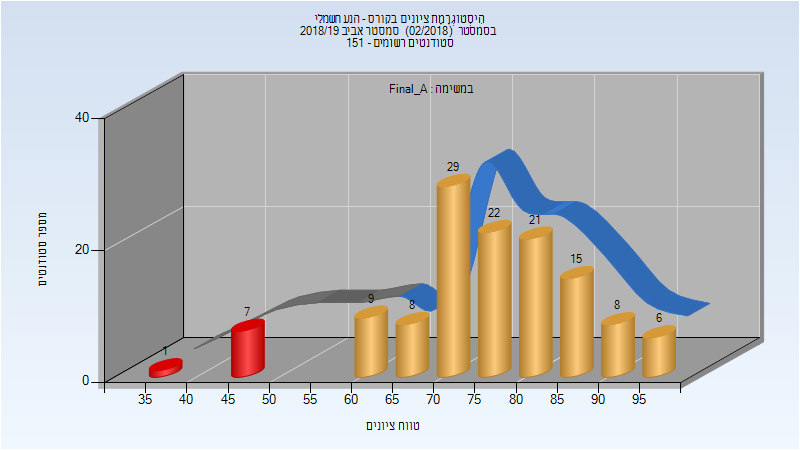 היסטוגרמת ציונים בקורס - הנע חשמלי
בסמסטר (02/2018) סמסטר אביב 2018/19
סטודנטים רשומים - 151
במשימה : Final_A
מספר סטודנטים
40
20
0
1
7
9
8
29
22
21
15
8
6
35 40 45 50 55 60 65 70 75 80 85 90 95
טווח ציונים